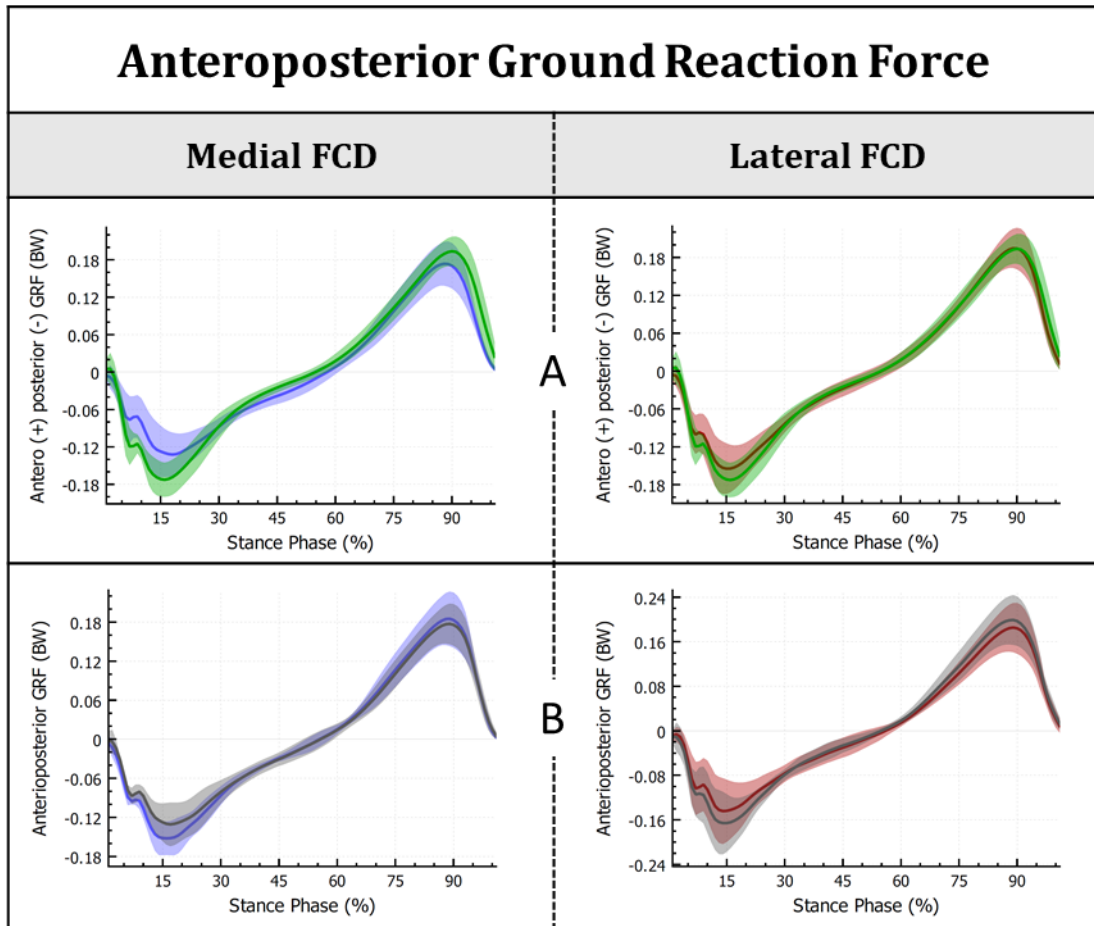 Anteroposterior Ground Reaction Force
Medial FCD
Lateral FCD
A
Antero (+) posterior (-) GRF (BW)
0.18
0.12
0.06
0
-0.06
-0.12
-0.18
15 30 45 60 75 90
Stance Phase (%)
Antero (+) posterior (-) GRF (BW)
0.18
0.12
0.06
0
-0.06
-0.12
-0.18
15 30 45 60 75 90
Stance Phase (%)
B
Anterioposterior GRF (BW)
0.18
0.12
0.06
0
-0.06
-0.12
-0.18
15 30 45 60 75 90
Stance Phase (%)
Anterioposterior GRF (BW)
0.24
0.16
0.08
0
-0.08
-0.16
-0.24
15 30 45 60 75 90
Stance Phase (%)